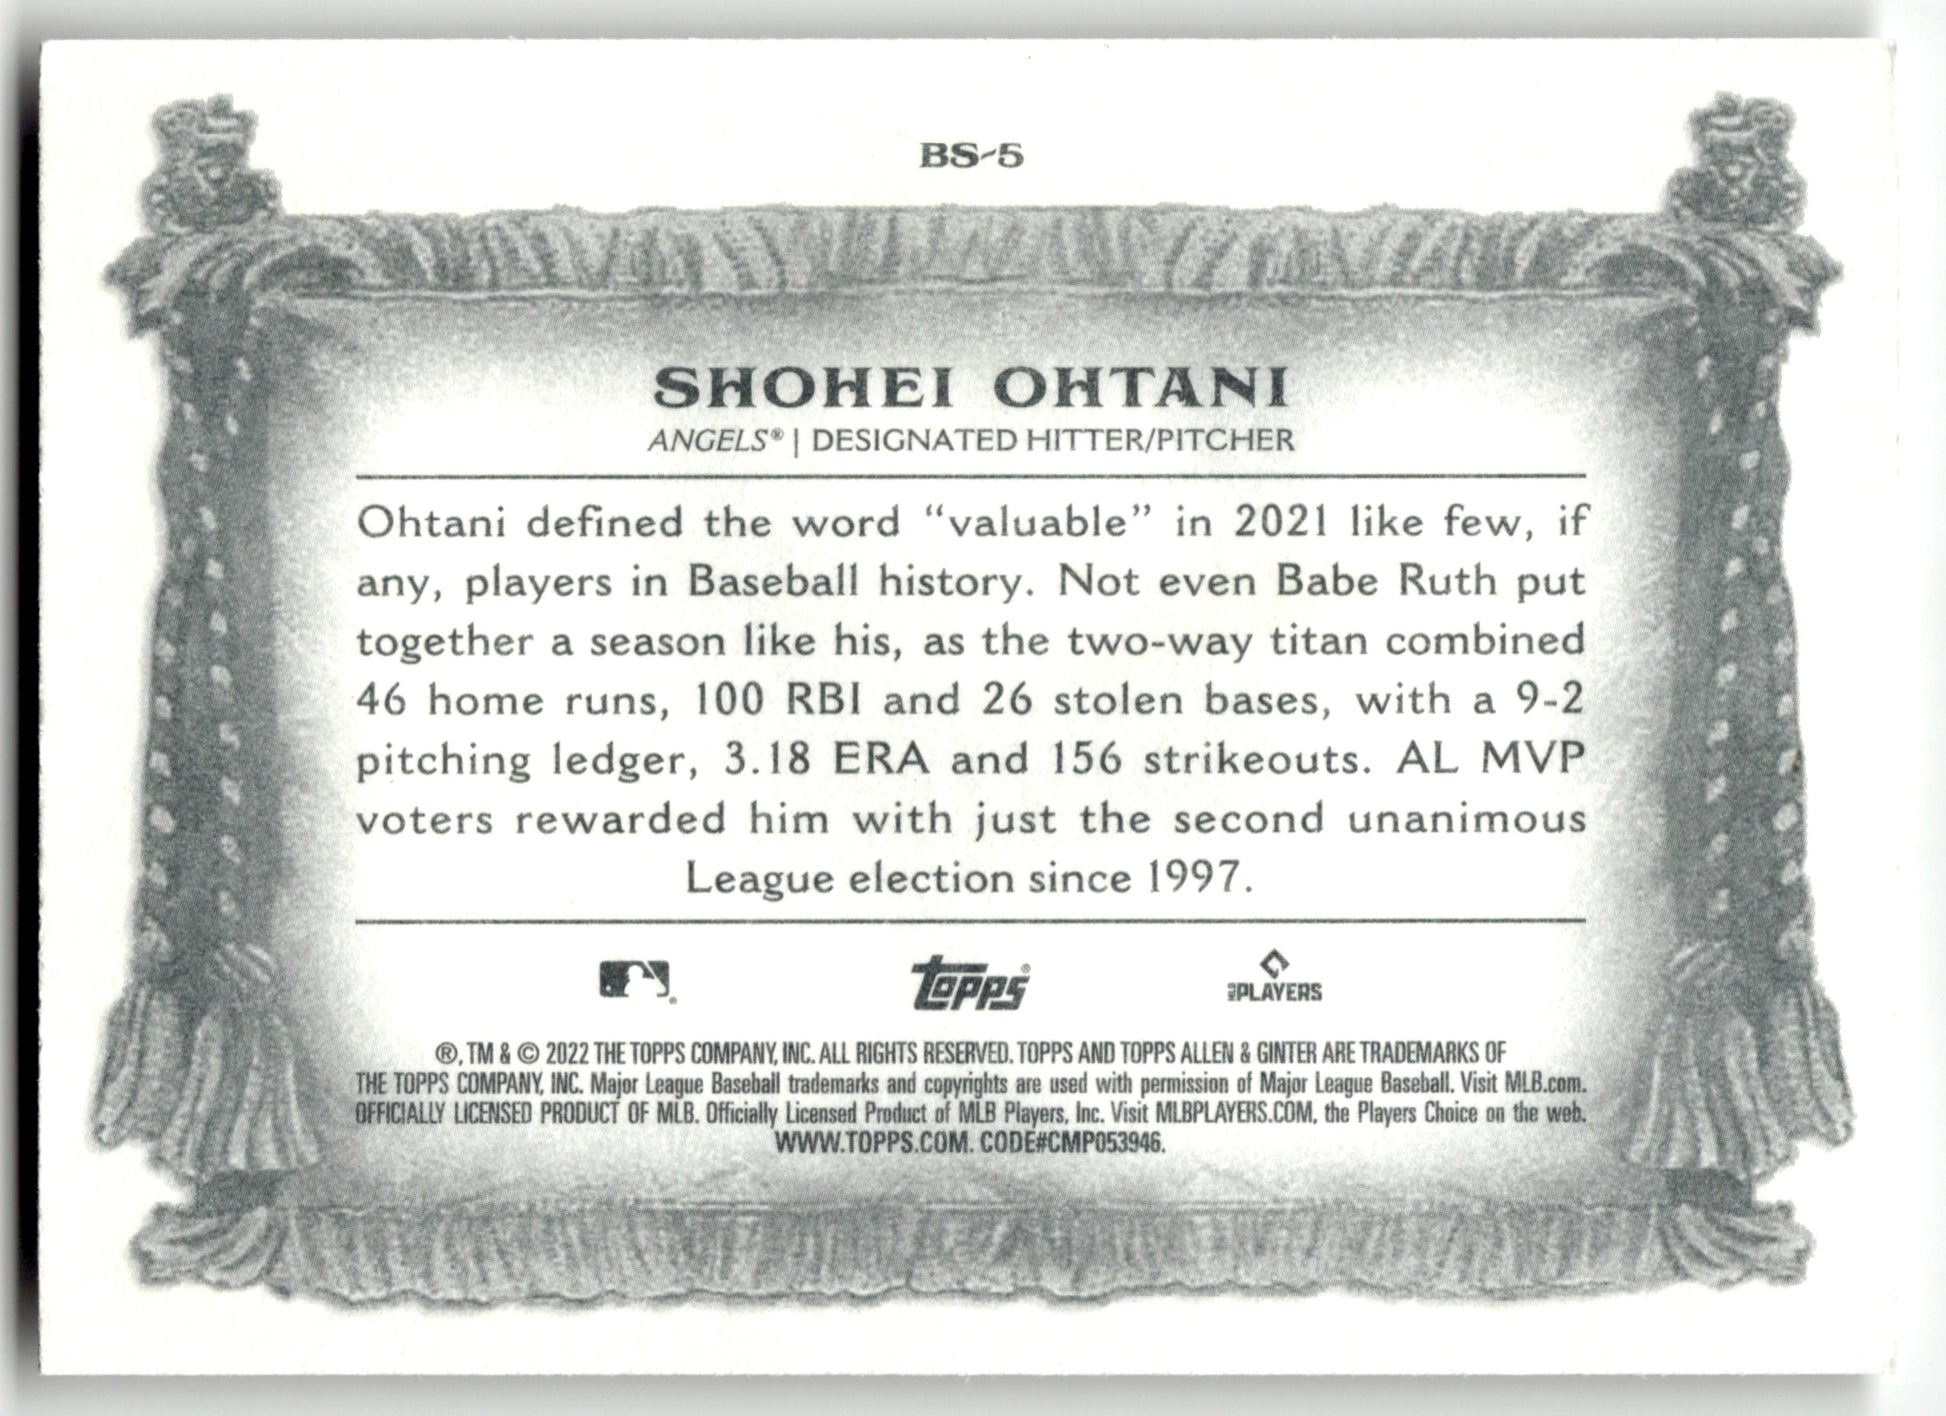 BS-5
SHOHEI OHTANI
ANGELS® | DESIGNATED HITTER/PITCHER
Ohtani defined the word “valuable” in 2021 like few, if
any, players in Baseball history. Not even Babe Ruth put
together a season like his, as the two-way titan combined
46 home runs, 100 RBI and 26 stolen bases, with a 9-2
pitching ledger, 3.18 ERA and 156 strikeouts. AL MVP
voters rewarded him with just the second unanimous
League election since 1997.
® topps® MLB PLAYERS
®, TM & © 2022 THE TOPPS COMPANY, INC. ALL RIGHTS RESERVED. TOPPS AND TOPPS ALLEN & GINTER ARE TRADEMARKS OF
THE TOPPS COMPANY, INC. Major League Baseball trademarks and copyrights are used with permission of Major League Baseball. Visit MLB.com.
OFFICIALLY LICENSED PRODUCT OF MLB. Officially Licensed Product of MLB Players, Inc. Visit MLBPLAYERS.COM, the Players Choice on the web.
WWW.TOPPS.COM. CODE#CMP053946.